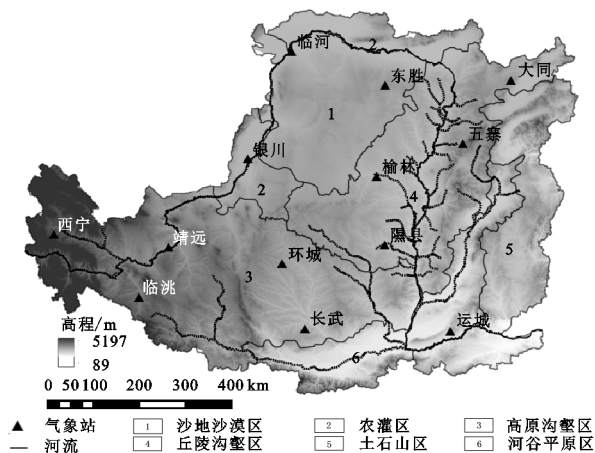 临河
2
大同
东胜
1
五寨
银川
榆林
2
4
西宁
靖远
隰县
5
环城
3
临洮
高程/m
5197
长武
运城
89
6
0 50 100 200 300 400 km
气象站 1 沙地沙漠区 2 农灌区 3 高原沟壑区
河流 4 丘陵沟壑区 5 土石山区 6 河谷平原区